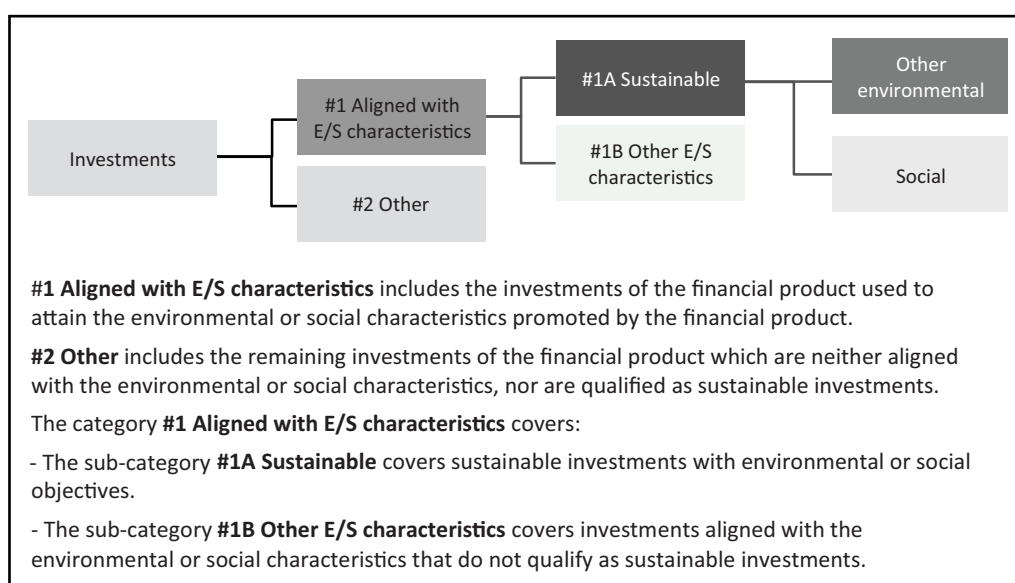 Investments
#1 Aligned with
E/S characteristics
#2 Other
#1A Sustainable
#1B Other E/S
characteristics
Other
environmental
Social
#1 Aligned with E/S characteristics includes the investments of the financial product used to
attain the environmental or social characteristics promoted by the financial product.
#2 Other includes the remaining investments of the financial product which are neither aligned
with the environmental or social characteristics, nor are qualified as sustainable investments.
The category #1 Aligned with E/S characteristics covers:
- The sub-category #1A Sustainable covers sustainable investments with environmental or social
objectives.
- The sub-category #1B Other E/S characteristics covers investments aligned with the
environmental or social characteristics that do not qualify as sustainable investments.